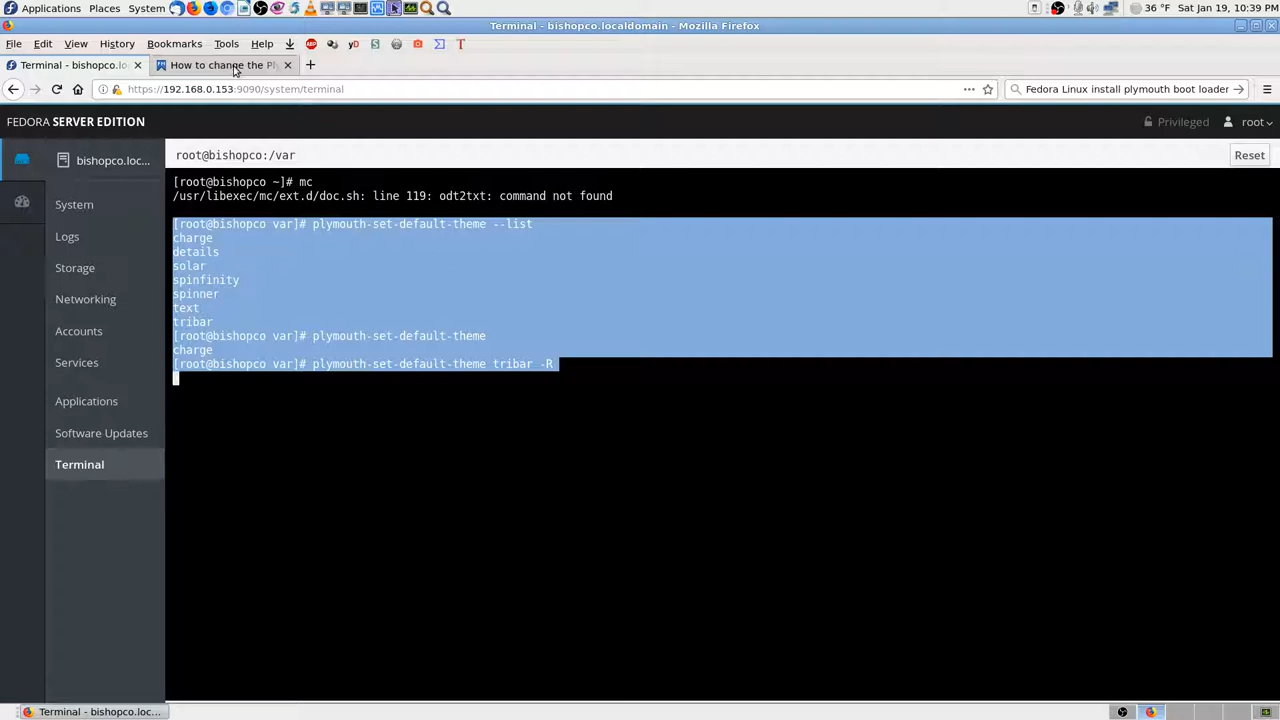 Applications Places System 36 °F Sat Jan 19, 10:39 PM
Terminal - bishopco.localdomain - Mozilla Firefox
File Edit View History Bookmarks Tools Help
Terminal - bishopco.lo How to change the Pl
https://192.168.0.153:9090/system/terminal Fedora Linux install plymouth boot loader
FEDORA SERVER EDITION Privileged root
bishopco.loc... root@bishopco:/var Reset
System
Logs
Storage
Networking
Accounts
Services
Applications
Software Updates
Terminal
[root@bishopco ~]# mc
/usr/libexec/mc/ext.d/doc.sh: line 119: odt2txt: command not found
[root@bishopco var]# plymouth-set-default-theme --list
charge
details
solar
spinfinity
spinner
text
tribar
[root@bishopco var]# plymouth-set-default-theme
charge
[root@bishopco var]# plymouth-set-default-theme tribar -R
Terminal - bishopco.loc...